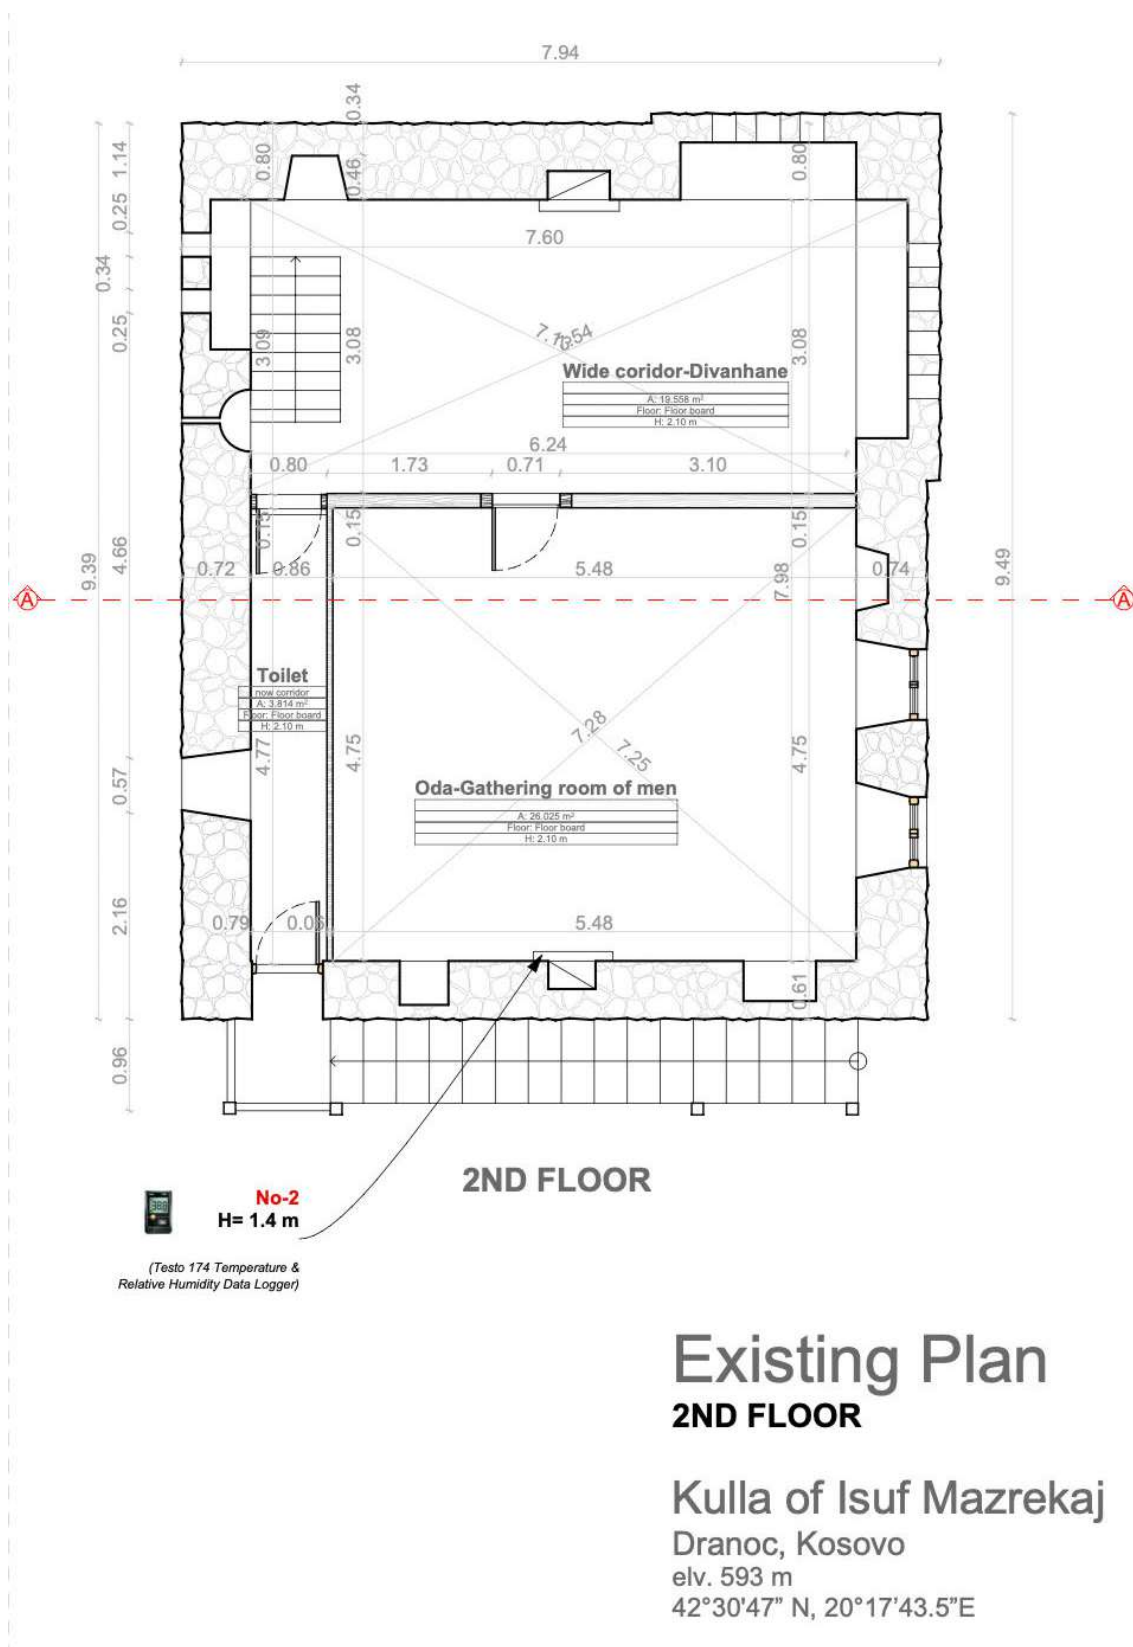 7.94
0.34
1.14
0.80
0.46
0.80
0.25
7.60
0.34
0.25
3.09
3.08
3.08
7.54
Wide coridor-Divanhane
A: 19.558 m²
Floor: Floor board
H: 2.10 m
6.24
0.80
1.73
0.71
3.10
0.15
0.15
0.15
9.39
4.66
0.72
0.86
5.48
7.98
0.74
9.49
A
A
Toilet
now corridor
A: 3.814 m²
Floor: Floor board
H: 2.10 m
7.28
7.25
4.77
4.75
4.75
0.57
Oda-Gathering room of men
A: 26.025 m²
Floor: Floor board
H: 2.10 m
2.16
0.79
5.48
0.61
0.96
2ND FLOOR
No-2
H= 1.4 m
(Testo 174 Temperature &
Relative Humidity Data Logger)
Existing Plan
2ND FLOOR
Kulla of Isuf Mazrekaj
Dranoc, Kosovo
elv. 593 m
42°30'47” N, 20°17'43.5”E